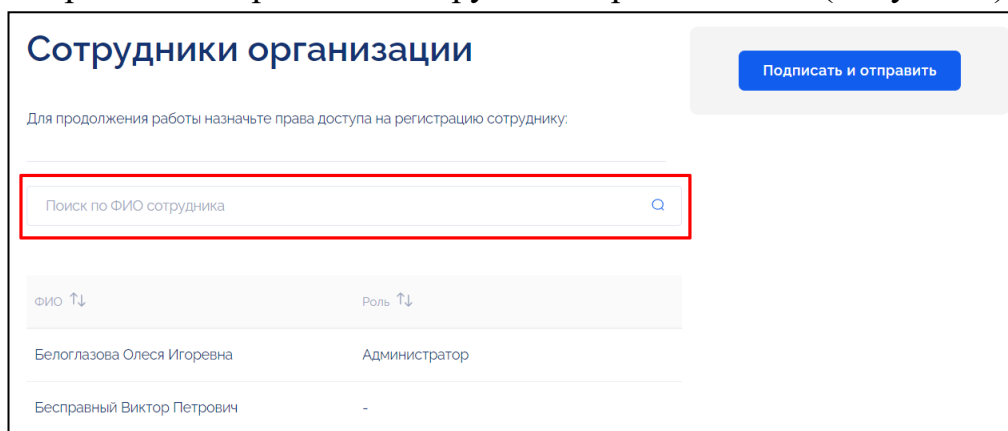 Сотрудники организации
Подписать и отправить
Для продолжения работы назначьте права доступа на регистрацию сотруднику:
Поиск по ФИО сотрудника
ФИО ↑↓ Роль ↑↓
Белоглазова Олеся Игоревна Администратор
Бесправный Виктор Петрович -